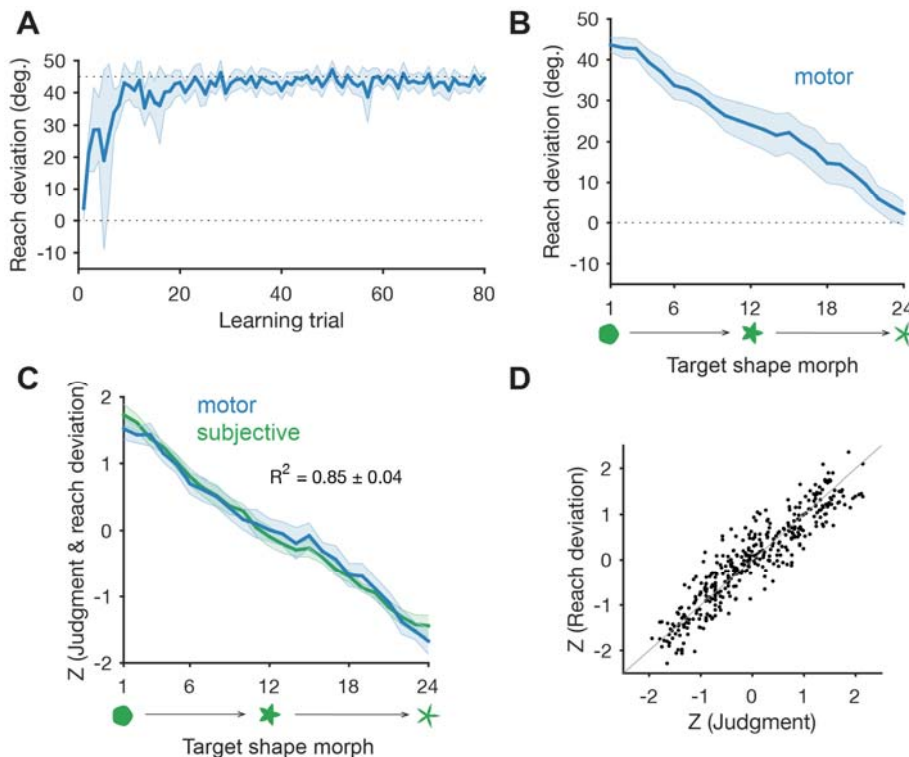 A
Reach deviation (deg.)
50
40
30
20
10
0
-10
0
20
40
60
80
Learning trial
B
Reach deviation (deg.)
50
40
30
20
10
0
-10
motor
1
6
12
18
24
Target shape morph
C
Z (Judgment & reach deviation)
2
1
0
-1
-2
motor
subjective
R² = 0.85 ± 0.04
1
6
12
18
24
Target shape morph
D
Z (Reach deviation)
2
1
0
-1
-2
-2
-1
0
1
2
Z (Judgment)